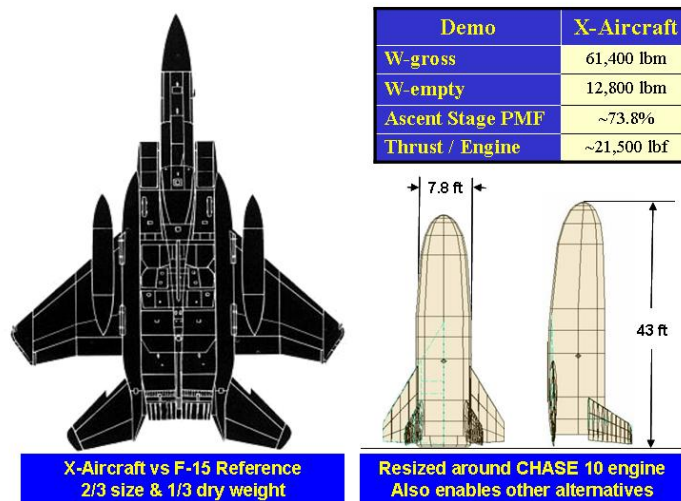 Demo X-Aircraft
W-gross 61,400 lbm
W-empty 12,800 lbm
Ascent Stage PMF ~73.8%
Thrust / Engine ~21,500 lbf
7.8 ft
43 ft
X-Aircraft vs F-15 Reference
2/3 size & 1/3 dry weight
Resized around CHASE 10 engine
Also enables other alternatives